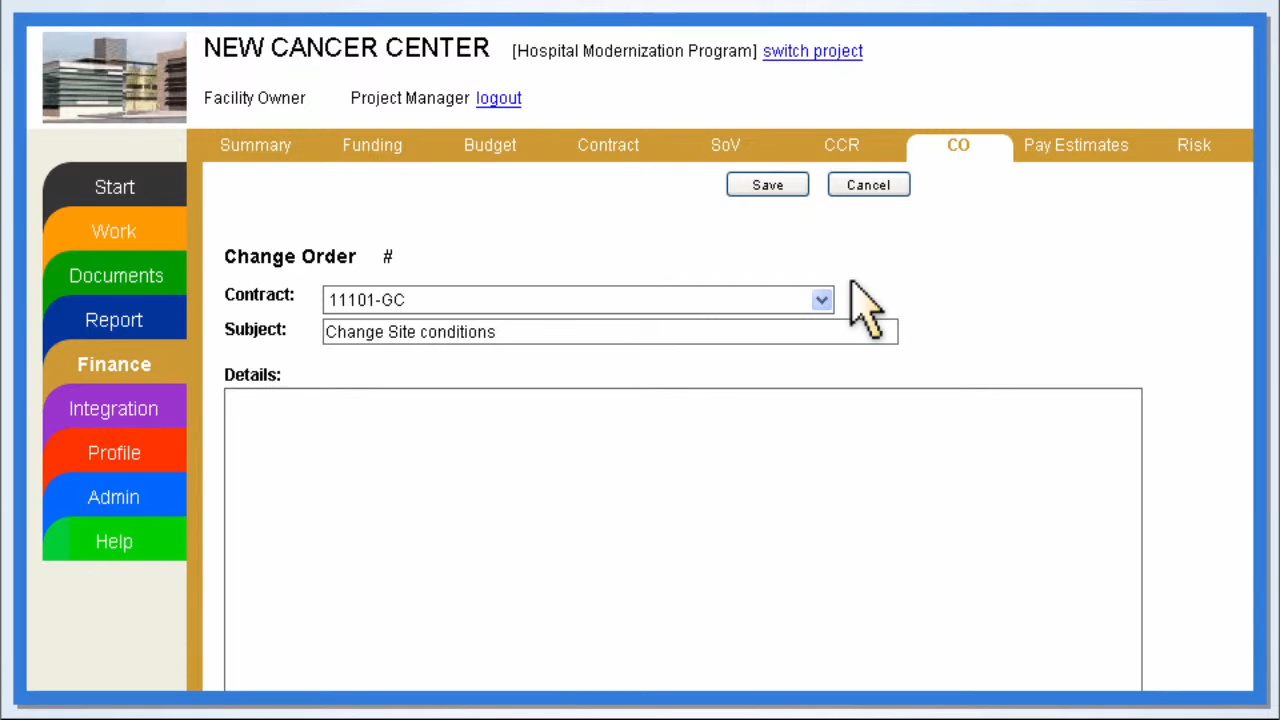 NEW CANCER CENTER [Hospital Modernization Program] switch project
Facility Owner Project Manager logout
Summary Funding Budget Contract SoV CCR CO Pay Estimates Risk
Save Cancel
Start
Work
Documents
Report
Finance
Integration
Profile
Admin
Help
Change Order #
Contract: 11101-GC
Subject: Change Site conditions
Details: